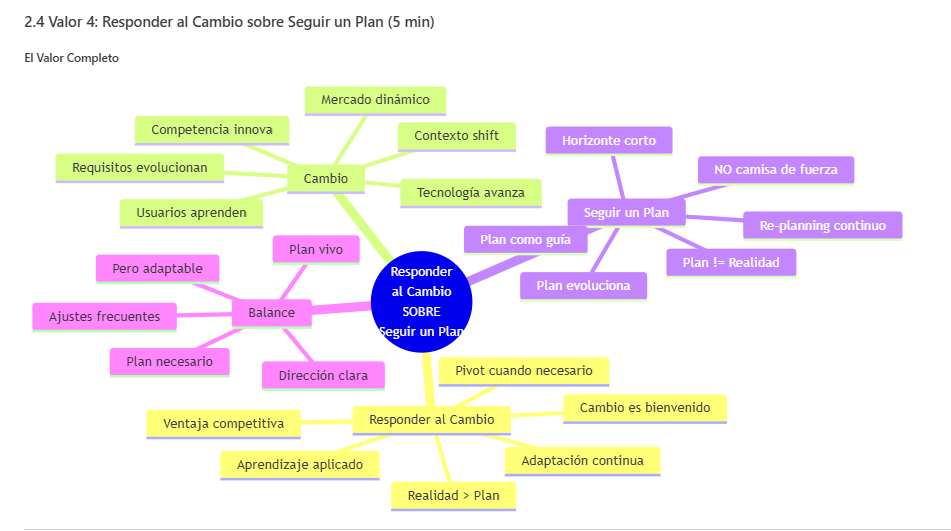 2.4 Valor 4: Responder al Cambio sobre Seguir un Plan (5 min)
El Valor Completo
Mercado dinámico
Competencia innova
Contexto shift
Requisitos evolucionan
Cambio
Tecnología avanza
Usuarios aprenden
Horizonte corto
NO camisa de fuerza
Seguir un Plan
Re-planning continuo
Plan como guía
Plan != Realidad
Plan evoluciona
Responder
al Cambio
SOBRE
Seguir un Plan
Plan vivo
Pero adaptable
Ajustes frecuentes
Balance
Plan necesario
Dirección clara
Pivot cuando necesario
Cambio es bienvenido
Responder al Cambio
Ventaja competitiva
Aprendizaje aplicado
Adaptación continua
Realidad > Plan